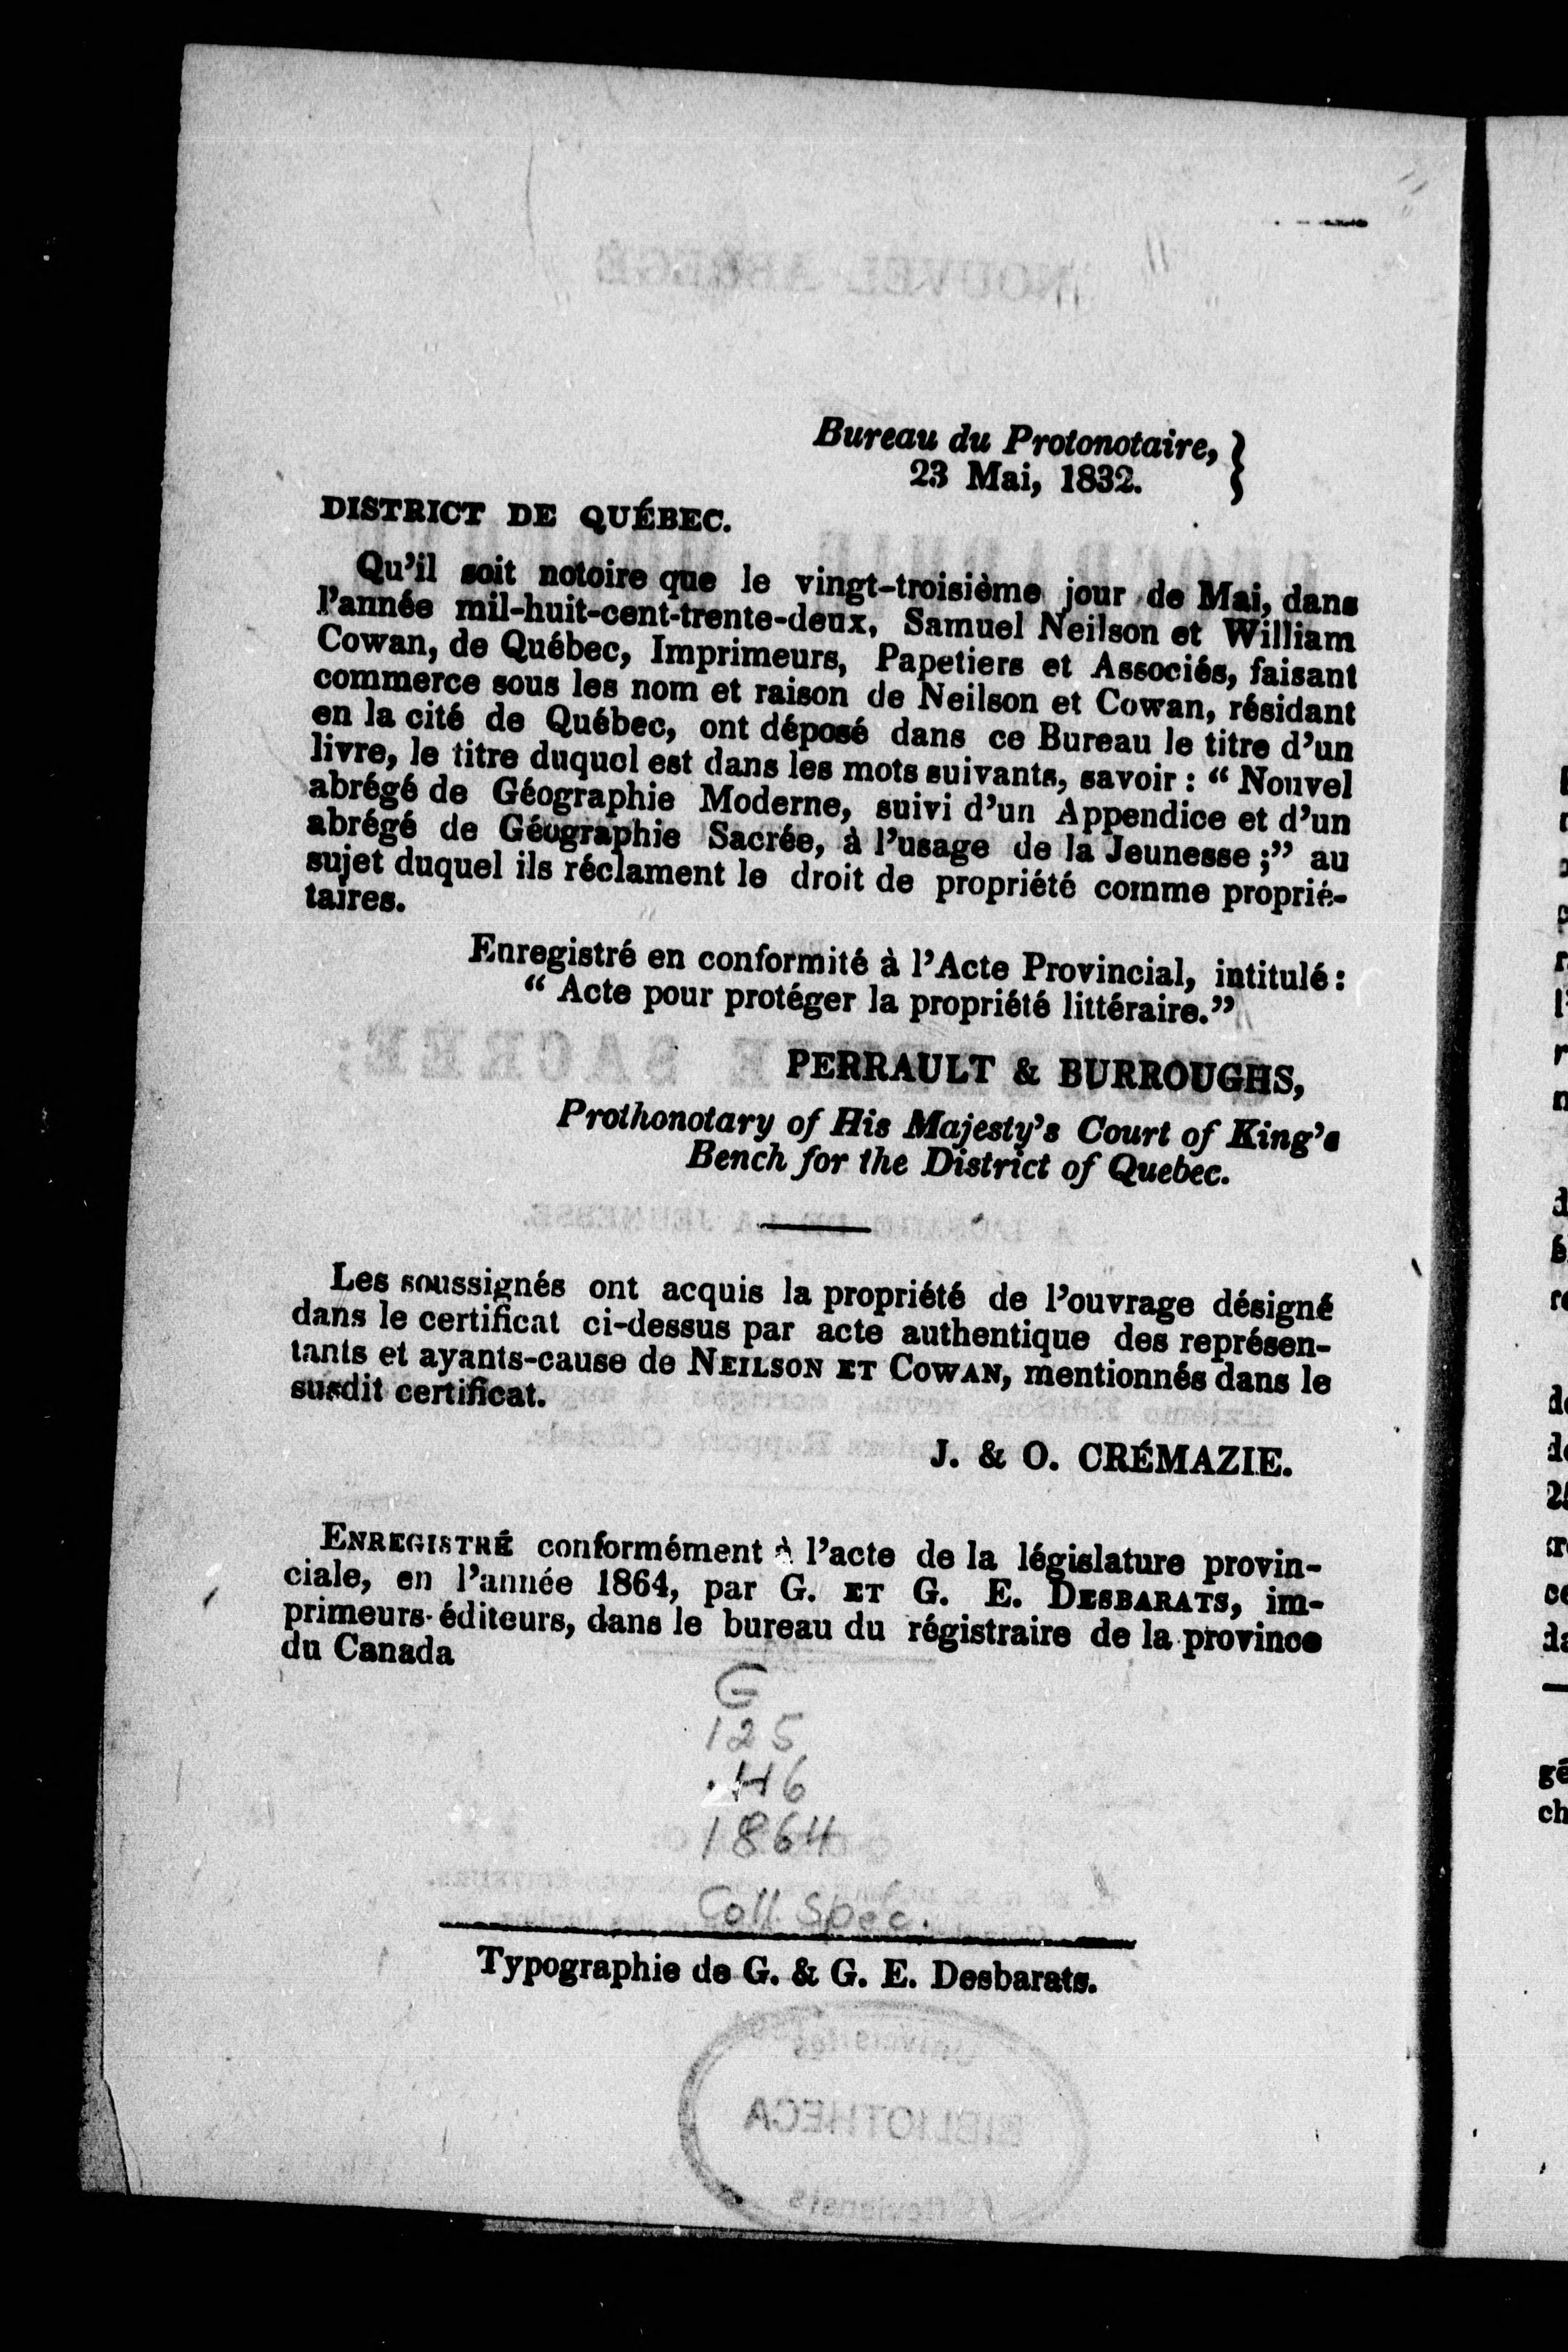 Bureau du Protonotaire, }
23 Mai, 1832.
DISTRICT DE QUÉBEC.
Qu'il soit notoire que le vingt-troisième jour de Mai, dans
l'année mil-huit-cent-trente-deux, Samuel Neilson et William
Cowan, de Québec, Imprimeurs, Papetiers et Associés, faisant
commerce sous les nom et raison de Neilson et Cowan, résidant
en la cité de Québec, ont déposé dans ce Bureau le titre d'un
livre, le titre duquel est dans les mots suivants, savoir : “ Nouvel
abrégé de Géographie Moderne, suivi d'un Appendice et d'un
abrégé de Géographie Sacrée, à l'usage de la Jeunesse ;” au
sujet duquel ils réclament le droit de propriété comme proprié-
taires.
Enregistré en conformité à l'Acte Provincial, intitulé :
“ Acte pour protéger la propriété littéraire.”
PERRAULT & BURROUGHS,
Prothonotary of His Majesty's Court of King's
Bench for the District of Quebec.
Les soussignés ont acquis la propriété de l'ouvrage désigné
dans le certificat ci-dessus par acte authentique des représen-
tants et ayants-cause de NEILSON ET COWAN, mentionnés dans le
susdit certificat.
J. & O. CRÉMAZIE.
ENREGISTRÉ conformément à l'acte de la législature provin-
ciale, en l'année 1864, par G. ET G. E. DESBARATS, im-
primeurs-éditeurs, dans le bureau du régistraire de la province
du Canada
G
125
.H6
1864
Coll. Spec.
Typographie de G. & G. E. Desbarats.
BIBLIOTHECA